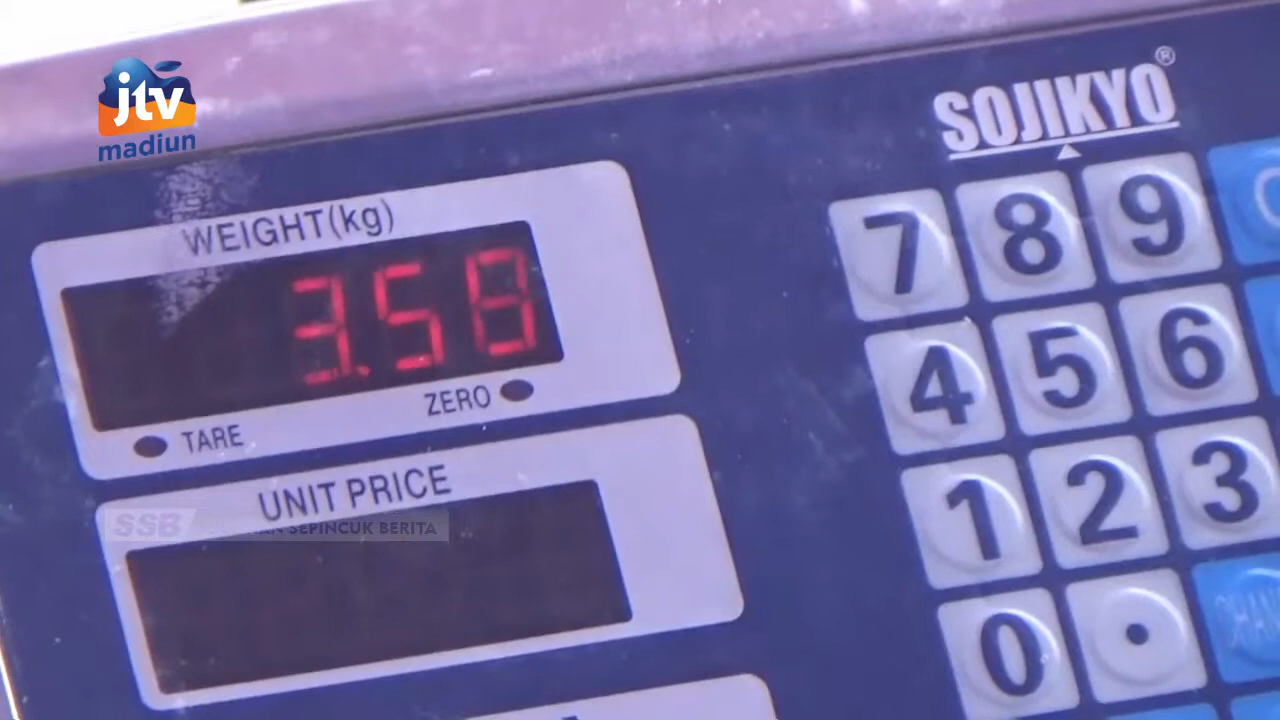 jtv
madiun
SOJIKYO®
WEIGHT(kg)
3.58
ZERO
TARE
UNIT PRICE
SSB
SEPINCUK BERITA
7 8 9
4 5 6
1 2 3
0 •